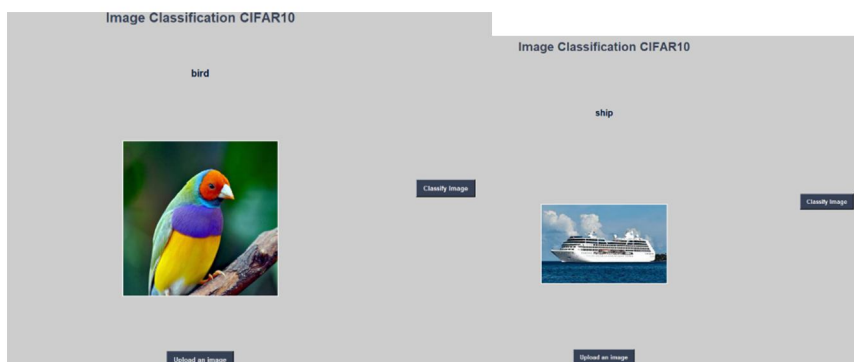 Image Classification CIFAR10
bird
Classify Image
Upload an image
Image Classification CIFAR10
ship
Classify Image
Upload an image